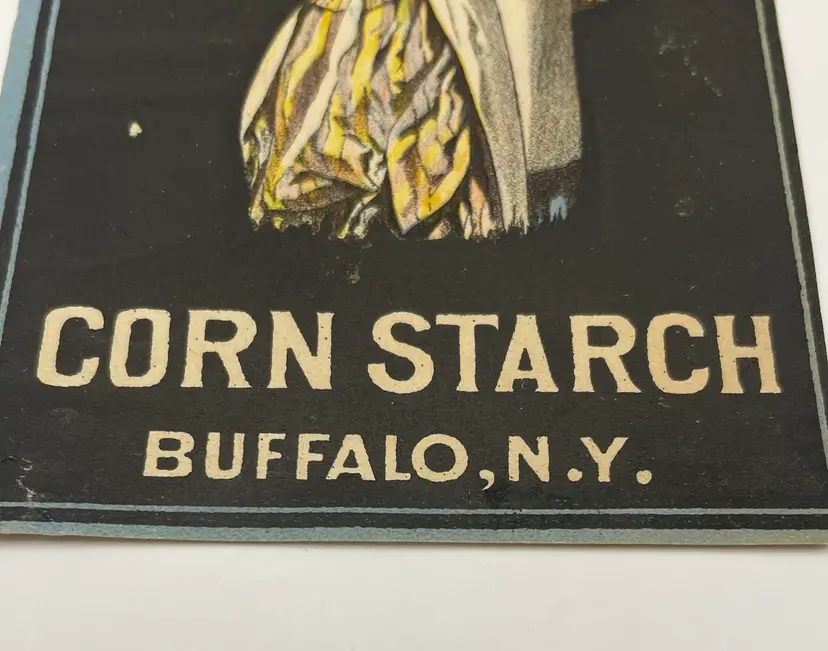 CORN STARCH
BUFFALO, N.Y.